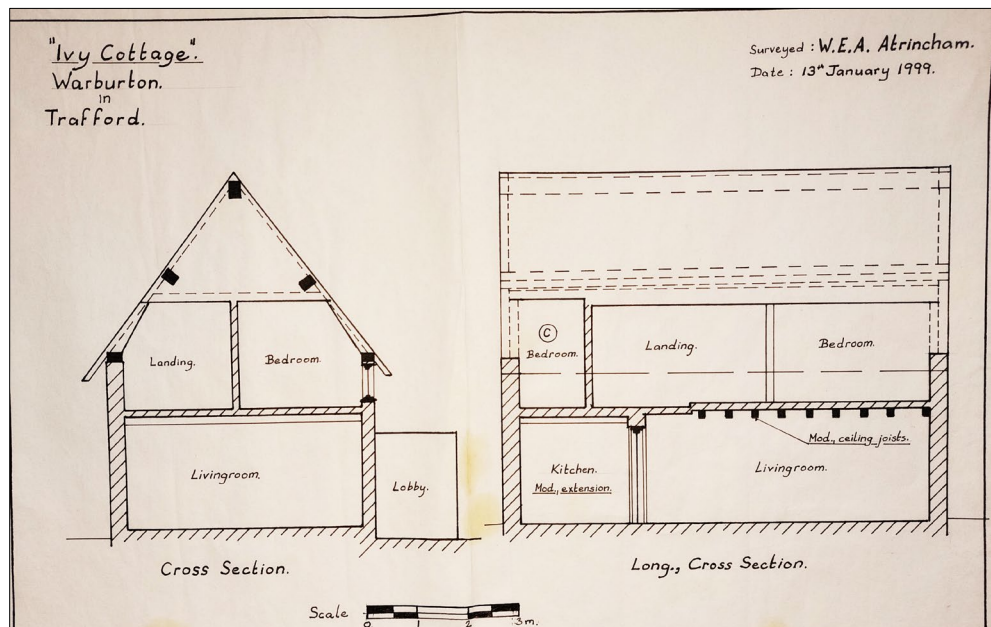 "Ivy Cottage".
Warburton.
in
Trafford.
Surveyed : W.E.A. Atrincham.
Date : 13th January 1999.
Landing.
Bedroom.
Livingroom.
Lobby.
Cross Section.
C
Bedroom.
Landing.
Bedroom.
Mod., ceiling joists.
Kitchen.
Mod., extension.
Livingroom.
Long., Cross Section.
Scale
0 1 2 3m.